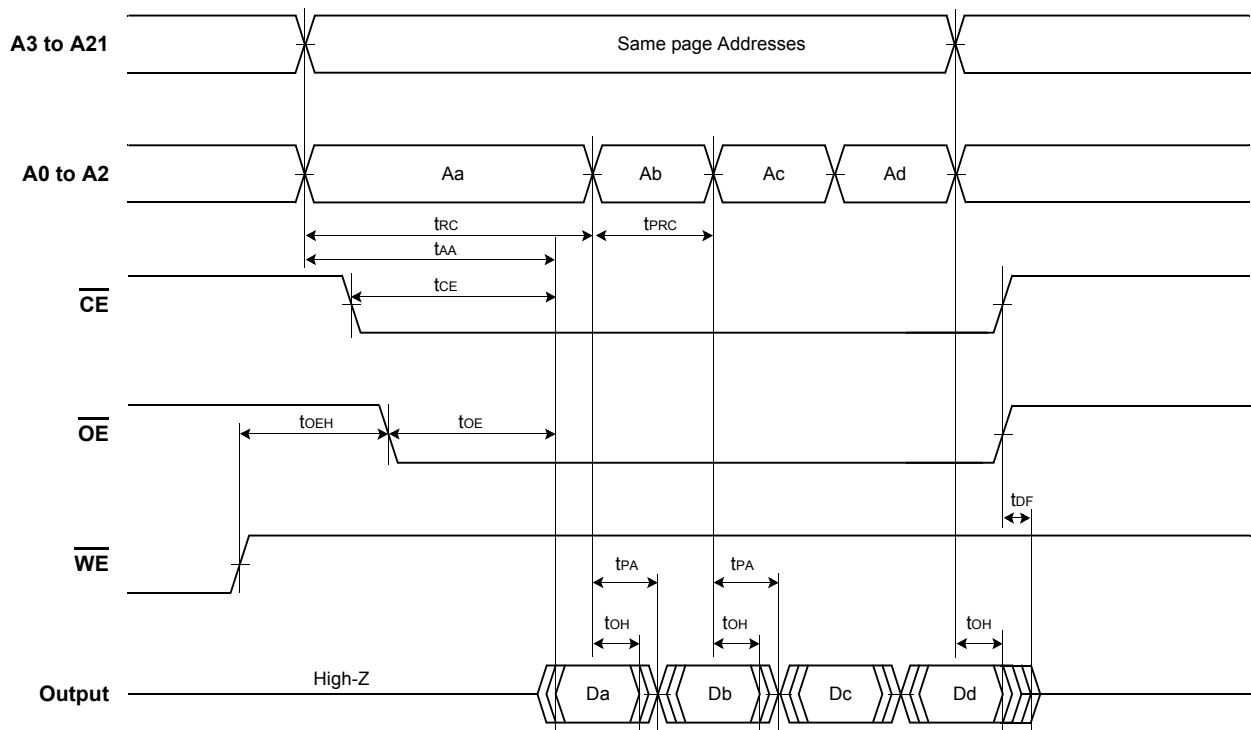 A3 to A21
Same page Addresses
A0 to A2
Aa
Ab
Ac
Ad
tRC
tPRC
tAA
CE
tCE
OE
tOEH
tOE
tDF
WE
tPA
tPA
tOH
tOH
tOH
Output
High-Z
Da
Db
Dc
Dd